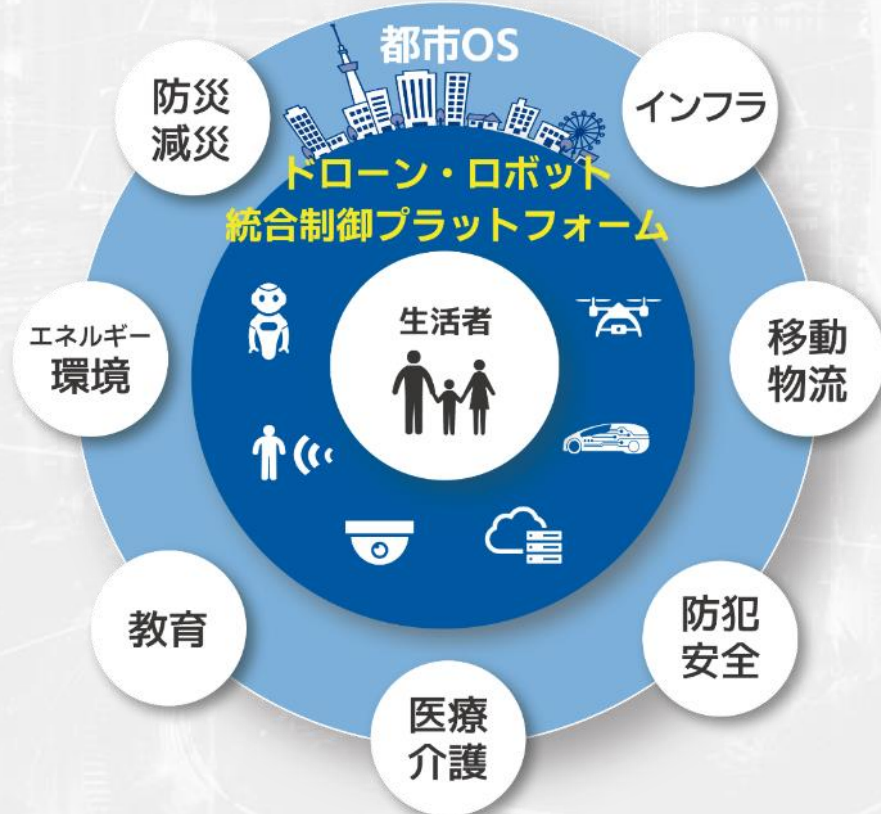 都市OS
防災
減災
インフラ
ドローン・ロボット
統合制御プラットフォーム
生活者
エネルギー
環境
移動
物流
教育
防犯
安全
医療
介護